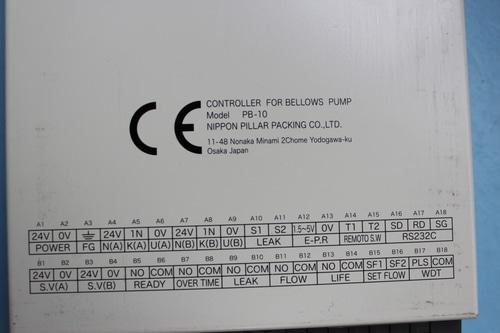 CE
CONTROLLER FOR BELLOWS PUMP
Model PB-10
NIPPON PILLAR PACKING CO.,LTD.
11-48 Nonaka Minami 2Chome Yodogawa-ku
Osaka Japan
A1 A2 A3 A4 A5 A6 A7 A8 A9 A10 A11 A12 A13 A14 A15 A16 A17 A18
24V 0V 24V 1N 0V 24V 1N 0V S1 S2 1.5~5V 0V T1 T2 SD RD SG
POWER FG N(A) K(A) U(A) N(B) K(B) U(B) LEAK E-P.R REMOTO S.W RS232C
B1 B2 B3 B4 B5 B6 B7 B8 B9 B10 B11 B12 B13 B14 B15 B16 B17 B18
24V 0V 24V 0V NO COM NO COM NO COM NO COM NO COM SF1 SF2 PLS COM
S.V(A) S.V(B) READY OVER TIME LEAK FLOW LIFE SET FLOW WDT